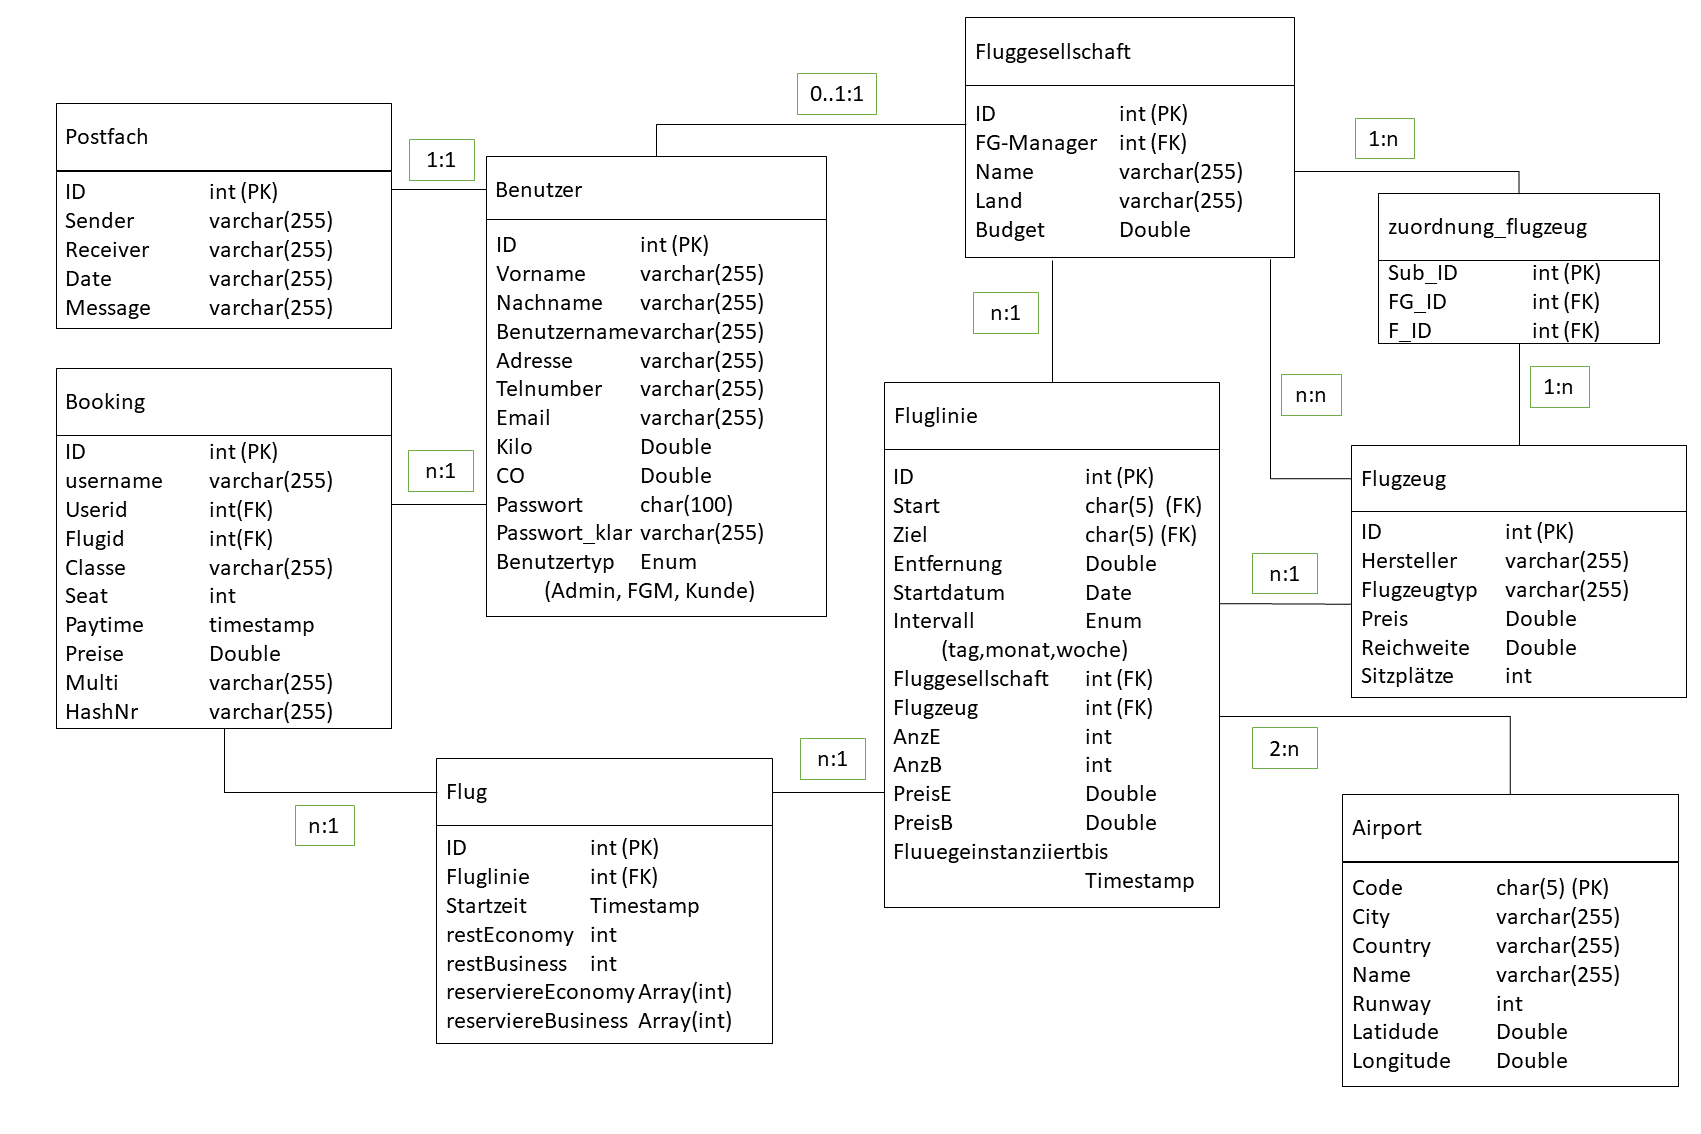 Fluggesellschaft
ID int (PK)
FG-Manager int (FK)
Name varchar(255)
Land varchar(255)
Budget Double
0..1:1
1:n
Postfach
ID int (PK)
Sender varchar(255)
Receiver varchar(255)
Date varchar(255)
Message varchar(255)
1:1
Benutzer
ID int (PK)
Vorname varchar(255)
Nachname varchar(255)
Benutzername varchar(255)
Adresse varchar(255)
Telnumber varchar(255)
Email varchar(255)
Kilo Double
CO Double
Passwort char(100)
Passwort_klar varchar(255)
Benutzertyp Enum
(Admin, FGM, Kunde)
zuordnung_flugzeug
Sub_ID int (PK)
FG_ID int (FK)
F_ID int (FK)
n:1
n:n
1:n
Booking
ID int (PK)
username varchar(255)
Userid int(FK)
Flugid int(FK)
Classe varchar(255)
Seat int
Paytime timestamp
Preise Double
Multi varchar(255)
HashNr varchar(255)
n:1
Fluglinie
ID int (PK)
Start char(5) (FK)
Ziel char(5) (FK)
Entfernung Double
Startdatum Date
Intervall Enum
(tag,monat,woche)
Fluggesellschaft int (FK)
Flugzeug int (FK)
AnzE int
AnzB int
PreisE Double
PreisB Double
Fluuegeinstanziiertbis
Timestamp
Flugzeug
ID int (PK)
Hersteller varchar(255)
Flugzeugtyp varchar(255)
Preis Double
Reichweite Double
Sitzplätze int
n:1
2:n
n:1
n:1
Flug
ID int (PK)
Fluglinie int (FK)
Startzeit Timestamp
restEconomy int
restBusiness int
reserviereEconomy Array(int)
reserviereBusiness Array(int)
Airport
Code char(5) (PK)
City varchar(255)
Country varchar(255)
Name varchar(255)
Runway int
Latidude Double
Longitude Double